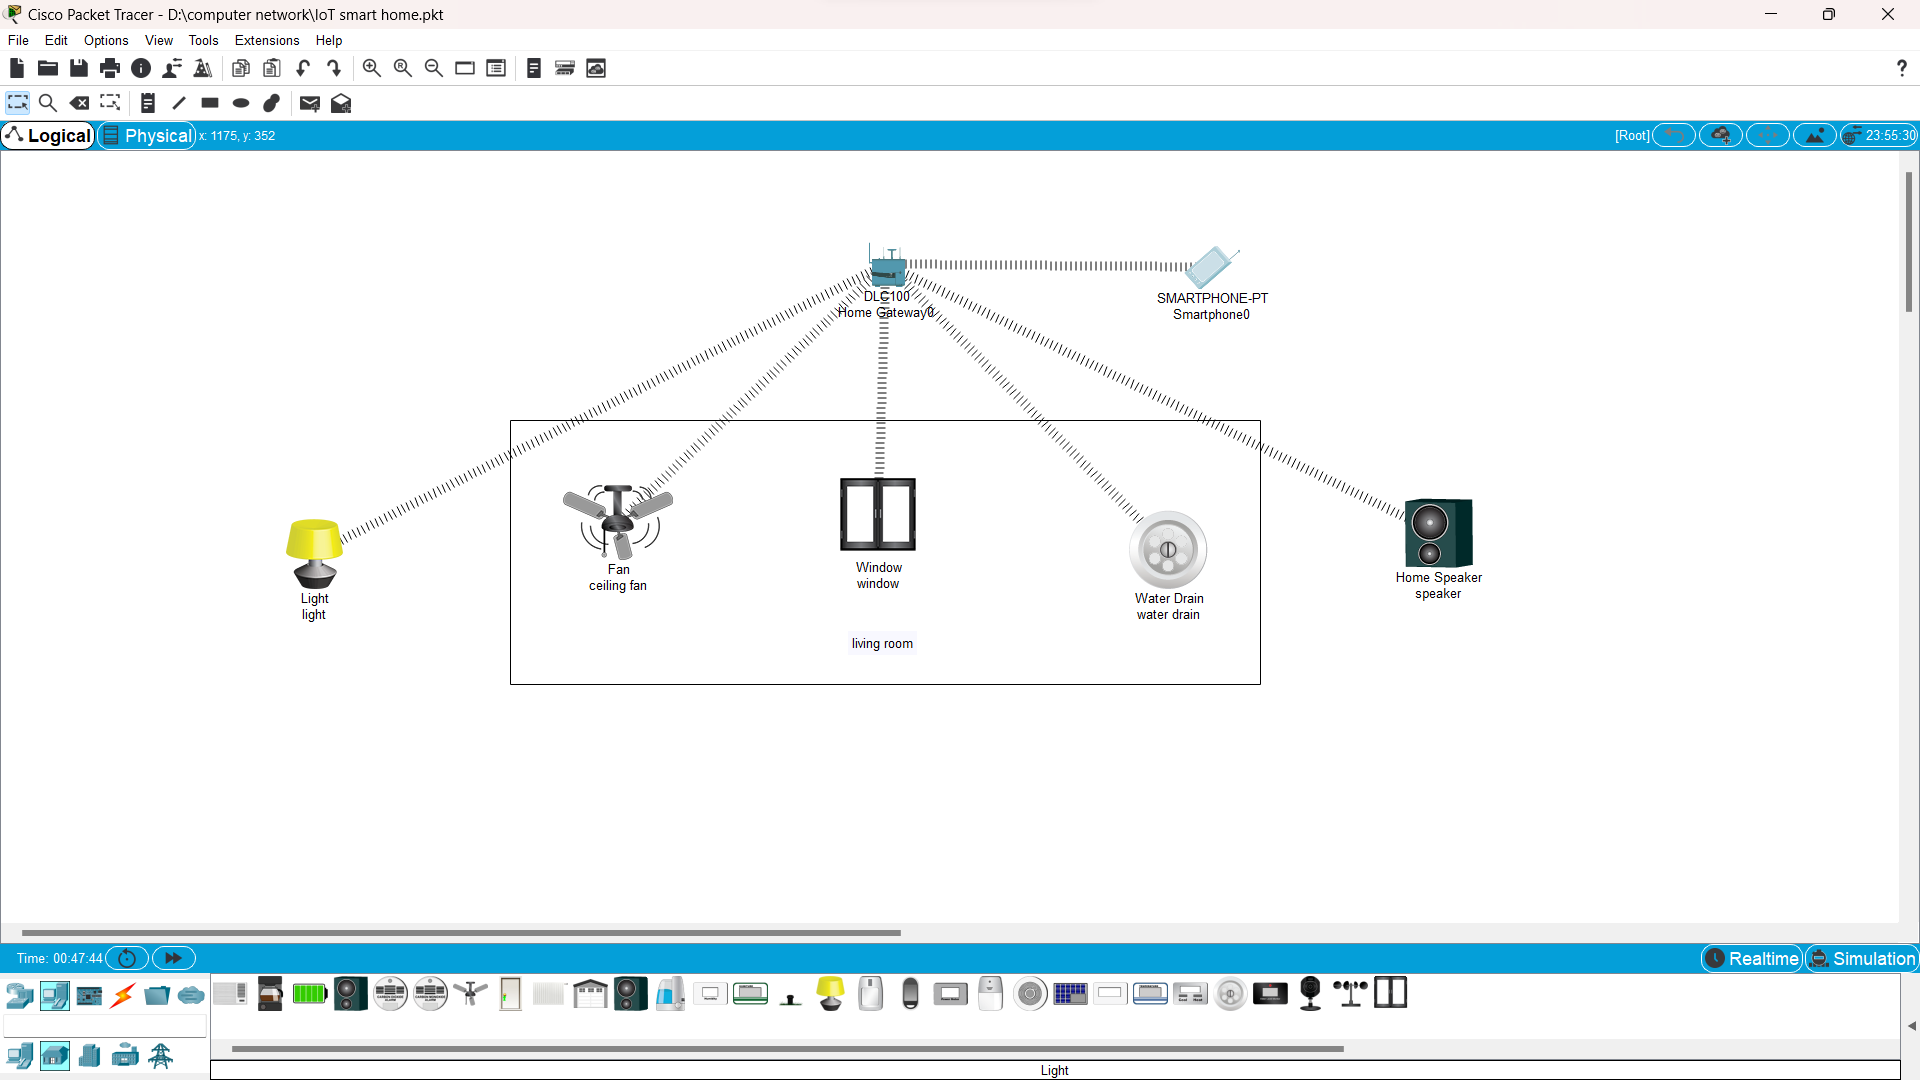 Cisco Packet Tracer - D:\computer network\IoT smart home.pkt
File Edit Options View Tools Extensions Help
?
Logical Physical x: 1175, y: 352 [Root] 23:55:30
DLC100
Home Gateway0
SMARTPHONE-PT
Smartphone0
Light
light
Fan
ceiling fan
Window
window
Water Drain
water drain
Home Speaker
speaker
living room
Time: 00:47:44 Realtime Simulation
Light